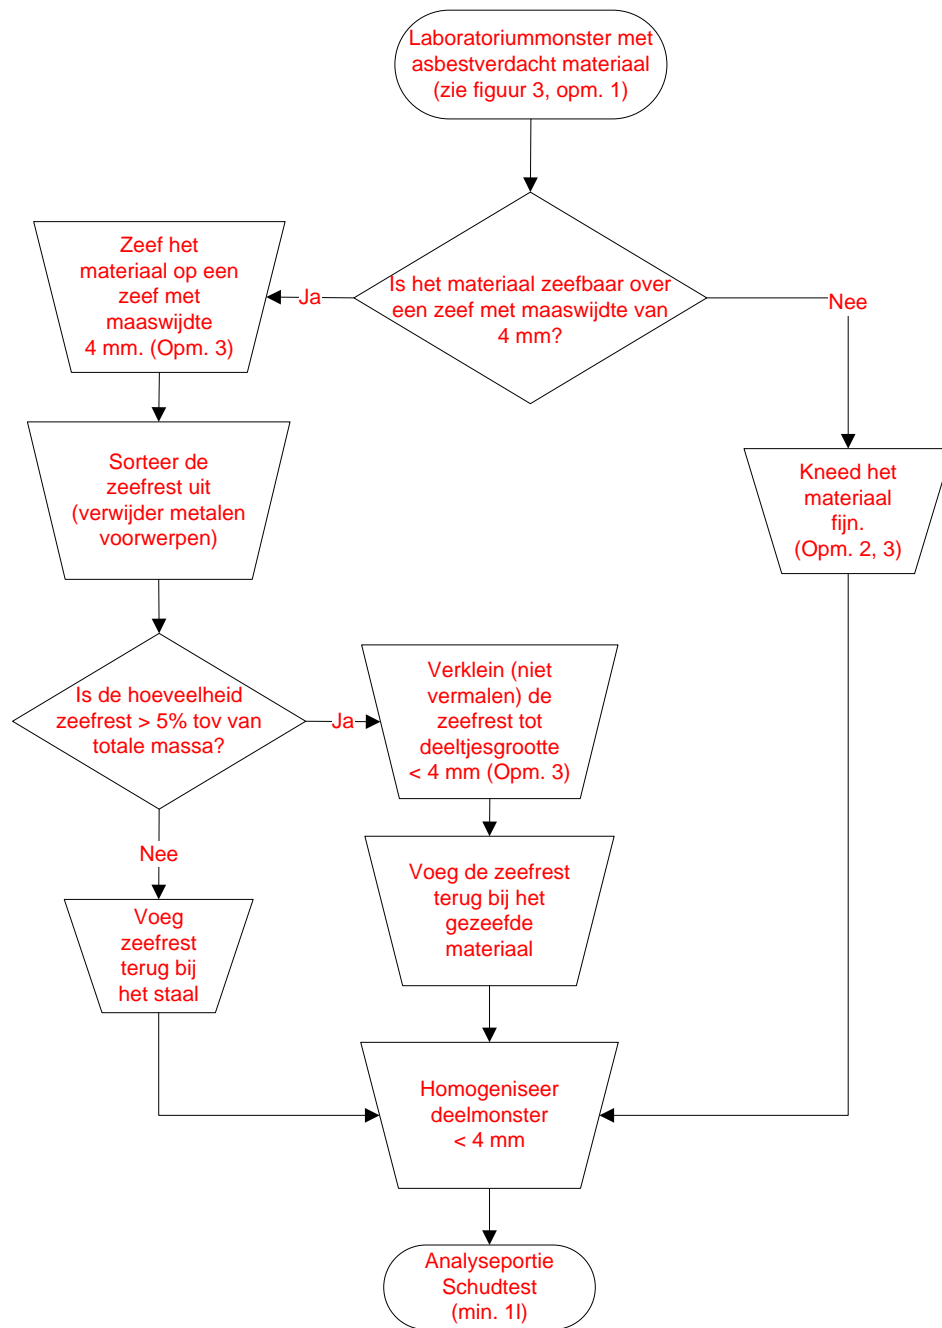 Laboratoriummonster met
asbestverdacht materiaal
(zie figuur 3, opm. 1)
Zeef het
materiaal op een
zeef met
maaswijdte
4 mm. (Opm. 3)
Ja
Is het materiaal zeefbaar over
een zeef met maaswijdte van
4 mm?
Nee
Sorteer de
zeefrest uit
(verwijder metalen
voorwerpen)
Kneed het
materiaal
fijn.
(Opm. 2, 3)
Is de hoeveelheid
zeefrest > 5% tov van
totale massa?
Ja
Verklein (niet
vermalen) de
zeefrest tot
deeltjesgrootte
< 4 mm (Opm. 3)
Nee
Voeg de zeefrest
terug bij het
gezeefde
materiaal
Voeg
zeefrest
terug bij
het staal
Homogeniseer
deelmonster
< 4 mm
Analyseportie
Schudtest
(min. 1l)